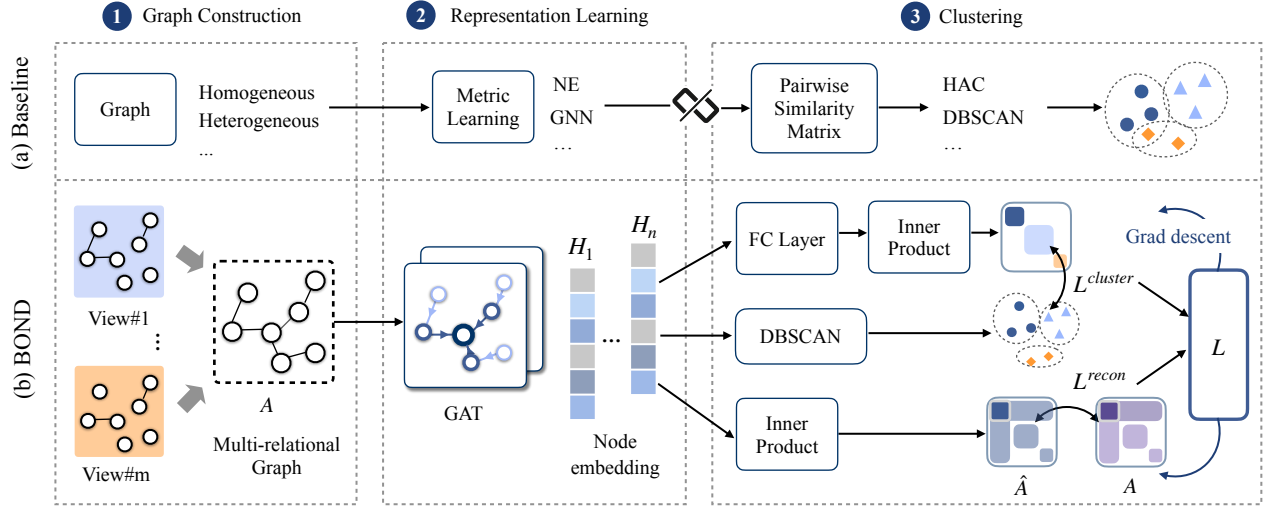 1 Graph Construction
2 Representation Learning
3 Clustering
(a) Baseline
Graph
Homogeneous
Heterogeneous
...
Metric
Learning
NE
GNN
...
Pairwise
Similarity
Matrix
HAC
DBSCAN
...
(b) BOND
View#1
...
View#m
A
Multi-relational
Graph
GAT
H₁
...
Hₙ
Node
embedding
FC Layer
Inner
Product
DBSCAN
Inner
Product
L^{cluster}
L^{recon}
Â
A
Grad descent
L